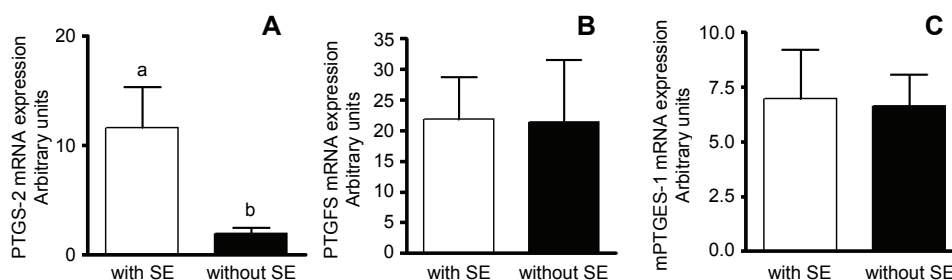 A
PTGS-2 mRNA expression
Arbitrary units
20
10
0
a
b
with SE
without SE
B
PTGFS mRNA expression
Arbitrary units
35
30
25
20
15
10
5
0
with SE
without SE
C
mPTGES-1 mRNA expression
Arbitrary units
10.0
7.5
5.0
2.5
0.0
with SE
without SE